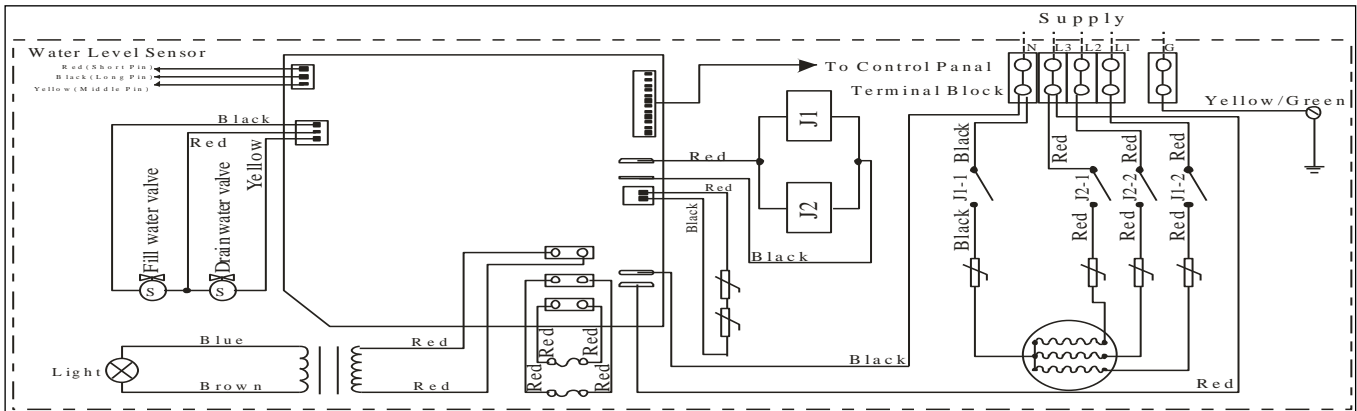 Supply
N L3 L2 L1 G
Water Level Sensor
Red(Short Pin)
Black(Long Pin)
Yellow(Middle Pin)
To Control Panal
Terminal Block
Yellow/Green
Black
Red
Yellow
Fill water valve
Drain water valve
S S
J1
J2
Red
Red
Black
Black
Black Red Red Red
J1-1 J2-1 J2-2 J1-2
Black Red Red Red
Light
Blue
Brown
Red
Red
Red Red
Red Red
Black
Red